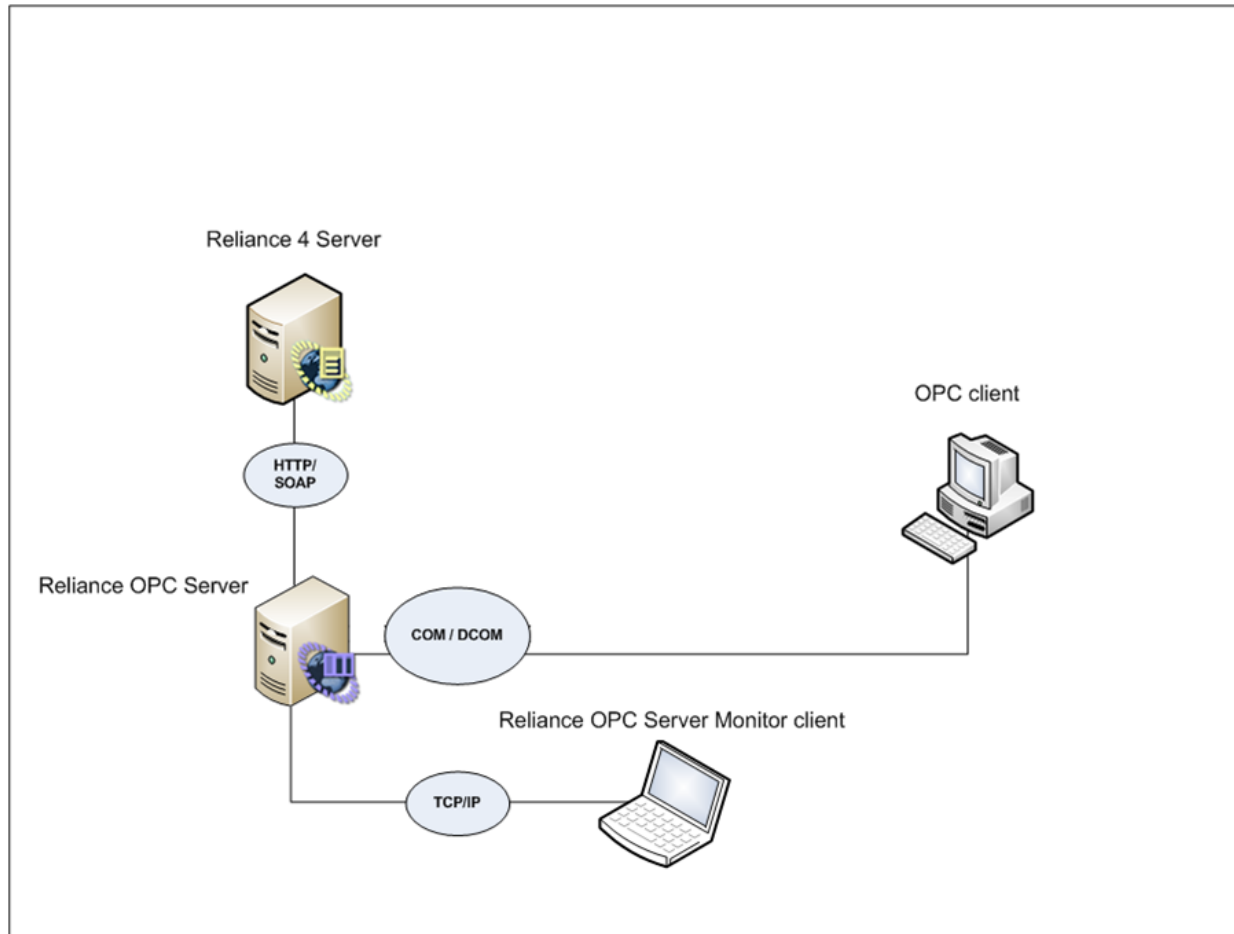 Reliance 4 Server
OPC client
HTTP/
SOAP
Reliance OPC Server
COM / DCOM
Reliance OPC Server Monitor client
TCP/IP